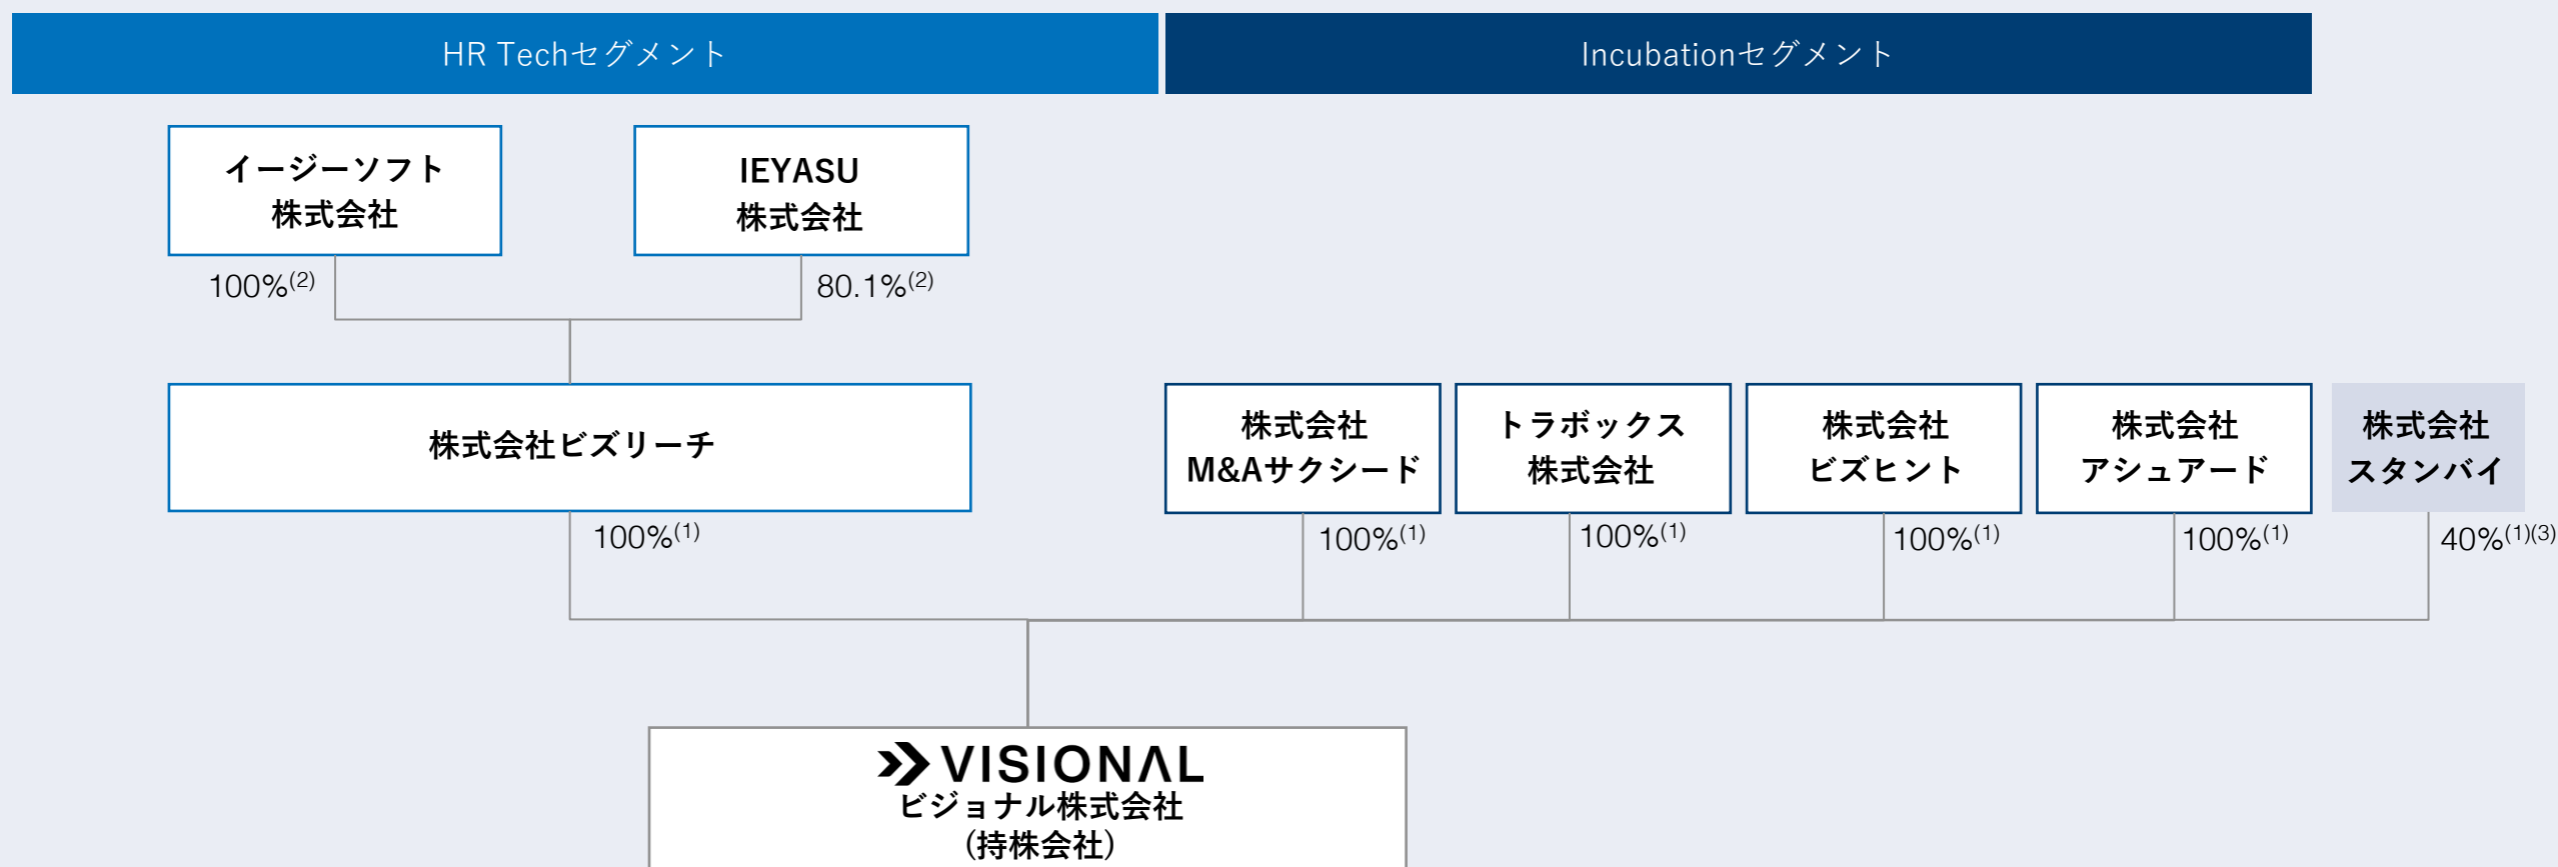 HR Techセグメント
Incubationセグメント
イージーソフト
株式会社
IEYASU
株式会社
100%(2)
80.1%(2)
株式会社ビズリーチ
株式会社
M&Aサクシード
トラボックス
株式会社
株式会社
ビズヒント
株式会社
アシュアード
株式会社
スタンバイ
100%(1)
100%(1)
100%(1)
100%(1)
100%(1)
40%(1)(3)
VISIONAL
ビジョナル株式会社
(持株会社)